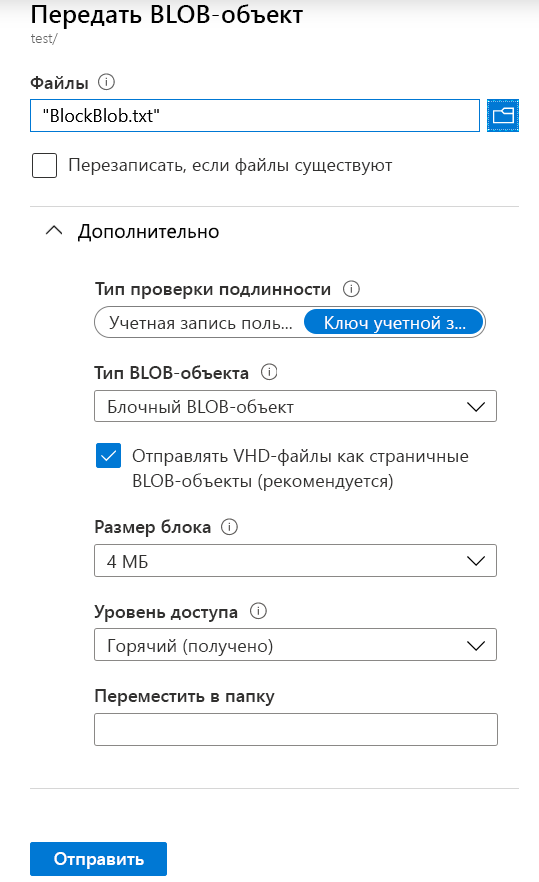 Передать BLOB-объект
test/
Файлы
"BlockBlob.txt"
Перезаписать, если файлы существуют
Дополнительно
Тип проверки подлинности
Учетная запись поль... Ключ учетной з...
Тип BLOB-объекта
Блочный BLOB-объект
Отправлять VHD-файлы как страничные
BLOB-объекты (рекомендуется)
Размер блока
4 МБ
Уровень доступа
Горячий (получено)
Переместить в папку
Отправить